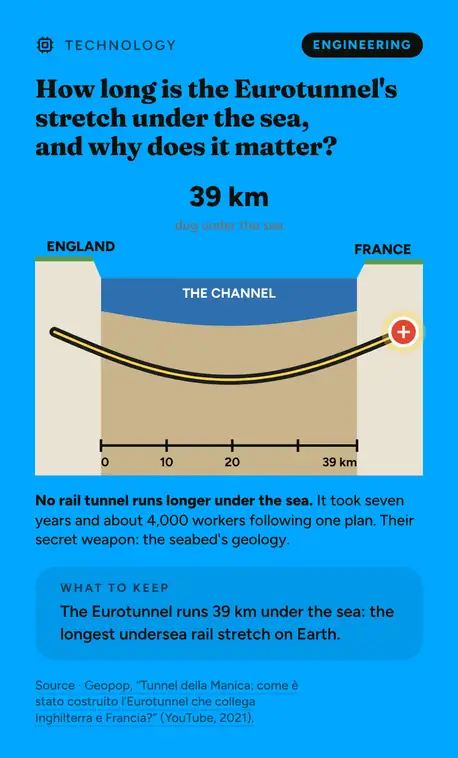 TECHNOLOGY
ENGINEERING
How long is the Eurotunnel's
stretch under the sea,
and why does it matter?
39 km
dug under the sea
ENGLAND
FRANCE
THE CHANNEL
0 10 20 39 km
No rail tunnel runs longer under the sea. It took seven
years and about 4,000 workers following one plan. Their
secret weapon: the seabed's geology.
WHAT TO KEEP
The Eurotunnel runs 39 km under the sea: the
longest undersea rail stretch on Earth.
Source · Geopop, "Tunnel della Manica: come è
stato costruito l'Eurotunnel che collega
Inghilterra e Francia?" (YouTube, 2021).